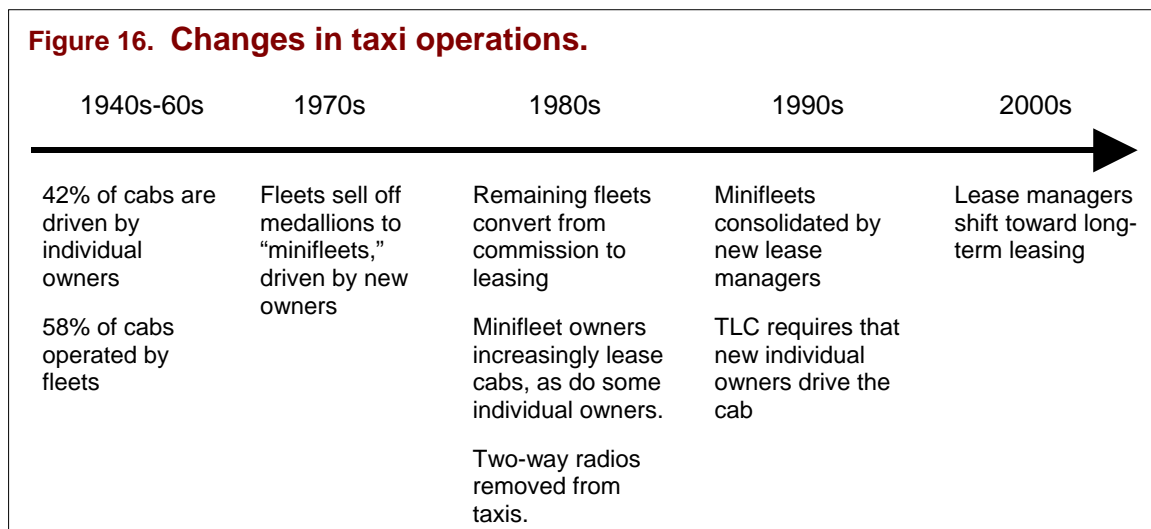 Figure 16. Changes in taxi operations.
1940s-60s 1970s 1980s 1990s 2000s
42% of cabs are
driven by
individual
owners
58% of cabs
operated by
fleets
Fleets sell off
medallions to
“minifleets,”
driven by new
owners
Remaining fleets
convert from
commission to
leasing
Minifleet owners
increasingly lease
cabs, as do some
individual owners.
Two-way radios
removed from
taxis.
Minifleets
consolidated by
new lease
managers
TLC requires that
new individual
owners drive the
cab
Lease managers
shift toward long-
term leasing